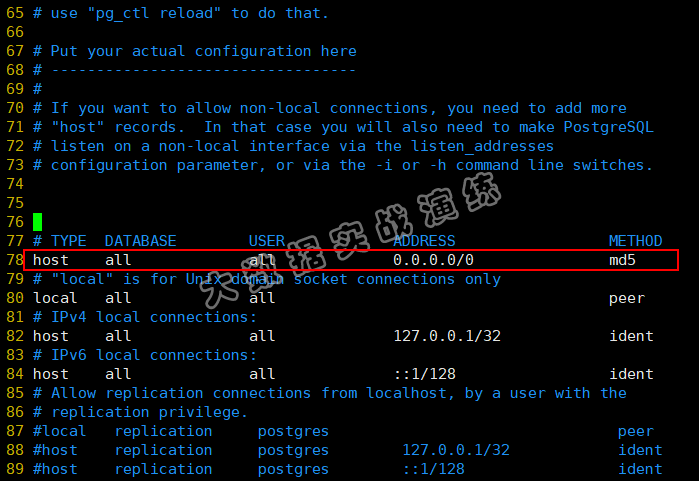 65 # use "pg_ctl reload" to do that.
66
67 # Put your actual configuration here
68 # ----------------------------------
69 #
70 # If you want to allow non-local connections, you need to add more
71 # "host" records.  In that case you will also need to make PostgreSQL
72 # listen on a non-local interface via the listen_addresses
73 # configuration parameter, or via the -i or -h command line switches.
74
75
76
77 # TYPE  DATABASE        USER            ADDRESS                 METHOD
78 host    all             all             0.0.0.0/0               md5
79 # "local" is for Unix domain socket connections only
80 local   all             all                                     peer
81 # IPv4 local connections:
82 host    all             all             127.0.0.1/32            ident
83 # IPv6 local connections:
84 host    all             all             ::1/128                 ident
85 # Allow replication connections from localhost, by a user with the
86 # replication privilege.
87 #local   replication     postgres                                peer
88 #host    replication     postgres        127.0.0.1/32            ident
89 #host    replication     postgres        ::1/128                 ident
大数据实战演练